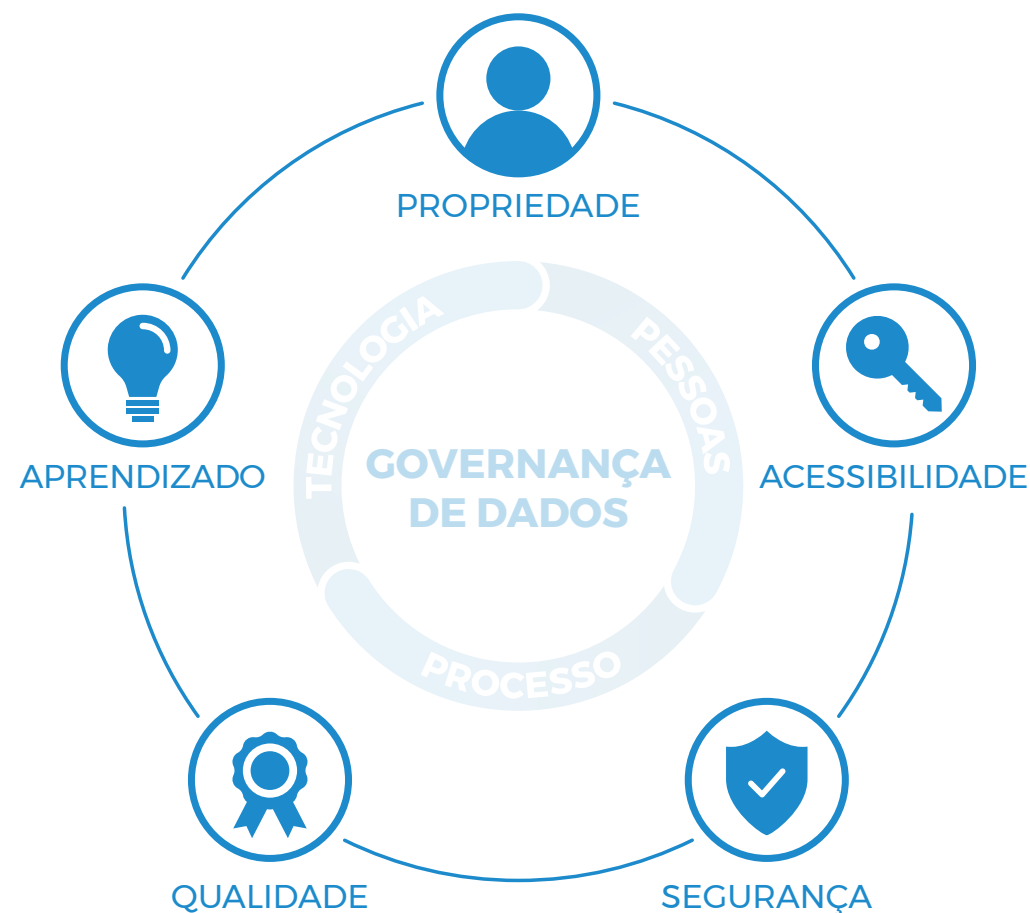 PROPRIEDADE
TECNOLOGIA
PESSOAS
GOVERNANÇA
DE DADOS
APRENDIZADO
ACESSIBILIDADE
PROCESSO
QUALIDADE
SEGURANÇA